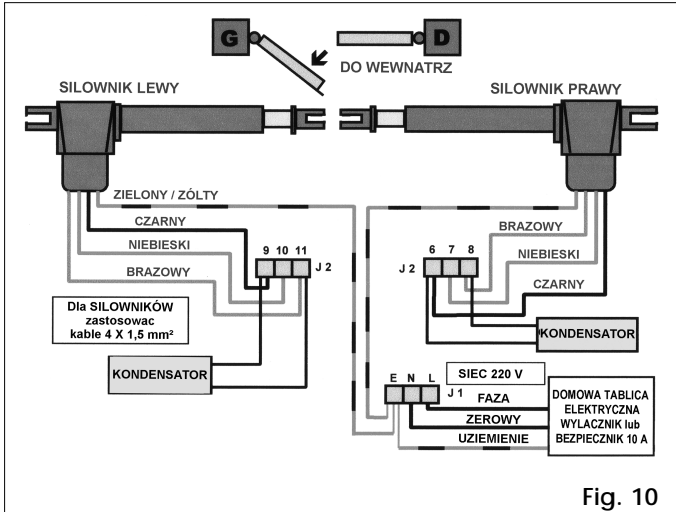 G
D
DO WEWNATRZ
SILOWNIK LEWY
SILOWNIK PRAWY
ZIELONY / ZÓLTY
CZARNY
NIEBIESKI
BRAZOWY
9 10 11
J 2
Dla SILOWNIKÓW
zastosowac
kable 4 X 1,5 mm²
KONDENSATOR
BRAZOWY
NIEBIESKI
CZARNY
6 7 8
J 2
KONDENSATOR
SIEC 220 V
E N L
J 1
FAZA
ZEROWY
UZIEMIENIE
DOMOWA TABLICA
ELEKTRYCZNA
WYLACZNIK lub
BEZPIECZNIK 10 A
Fig. 10